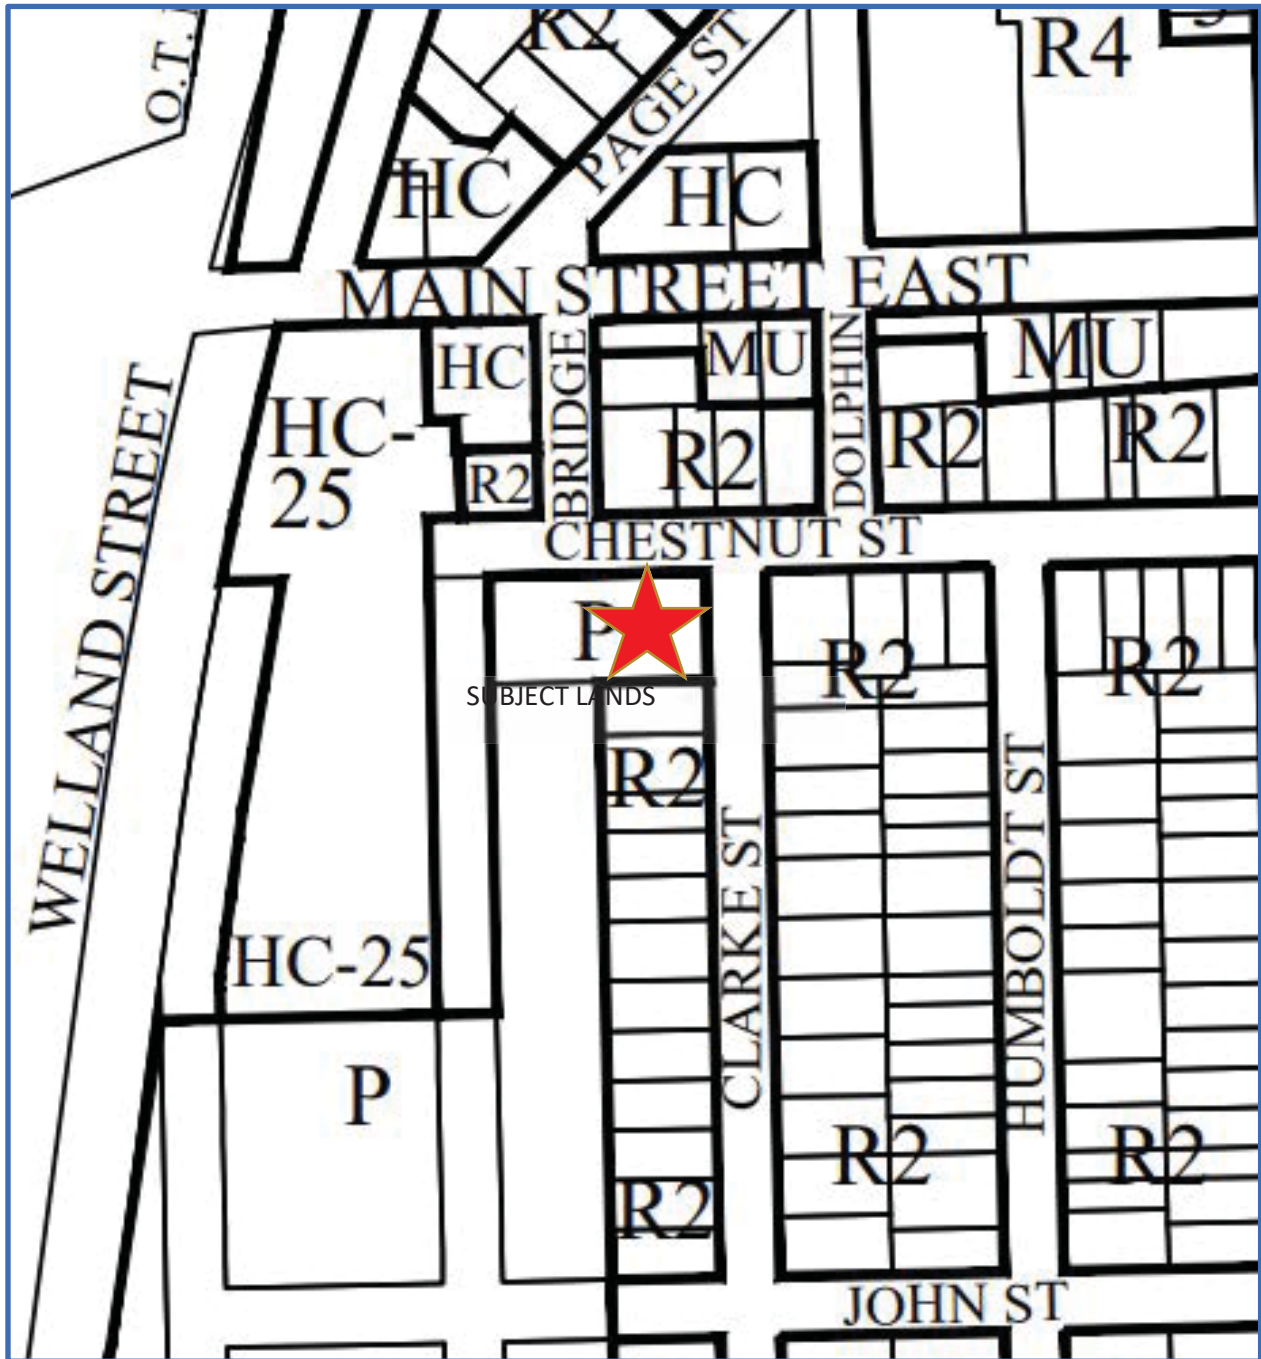 R2
PAGE ST
R4
O.T.
HC
HC
MAIN STREET EAST
HC
BRIDGE
MU
DOLPHIN
MU
HC-
25
R2
R2
R2
R2
WELLAND STREET
CHESTNUT ST
P
R2
R2
SUBJECT LANDS
R2
CLARKE ST
HUMBOLDT ST
HC-25
P
R2
R2
R2
JOHN ST